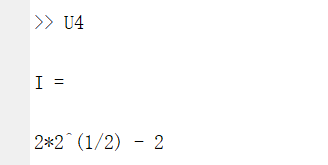 >> U4
I =
2*2^(1/2) - 2